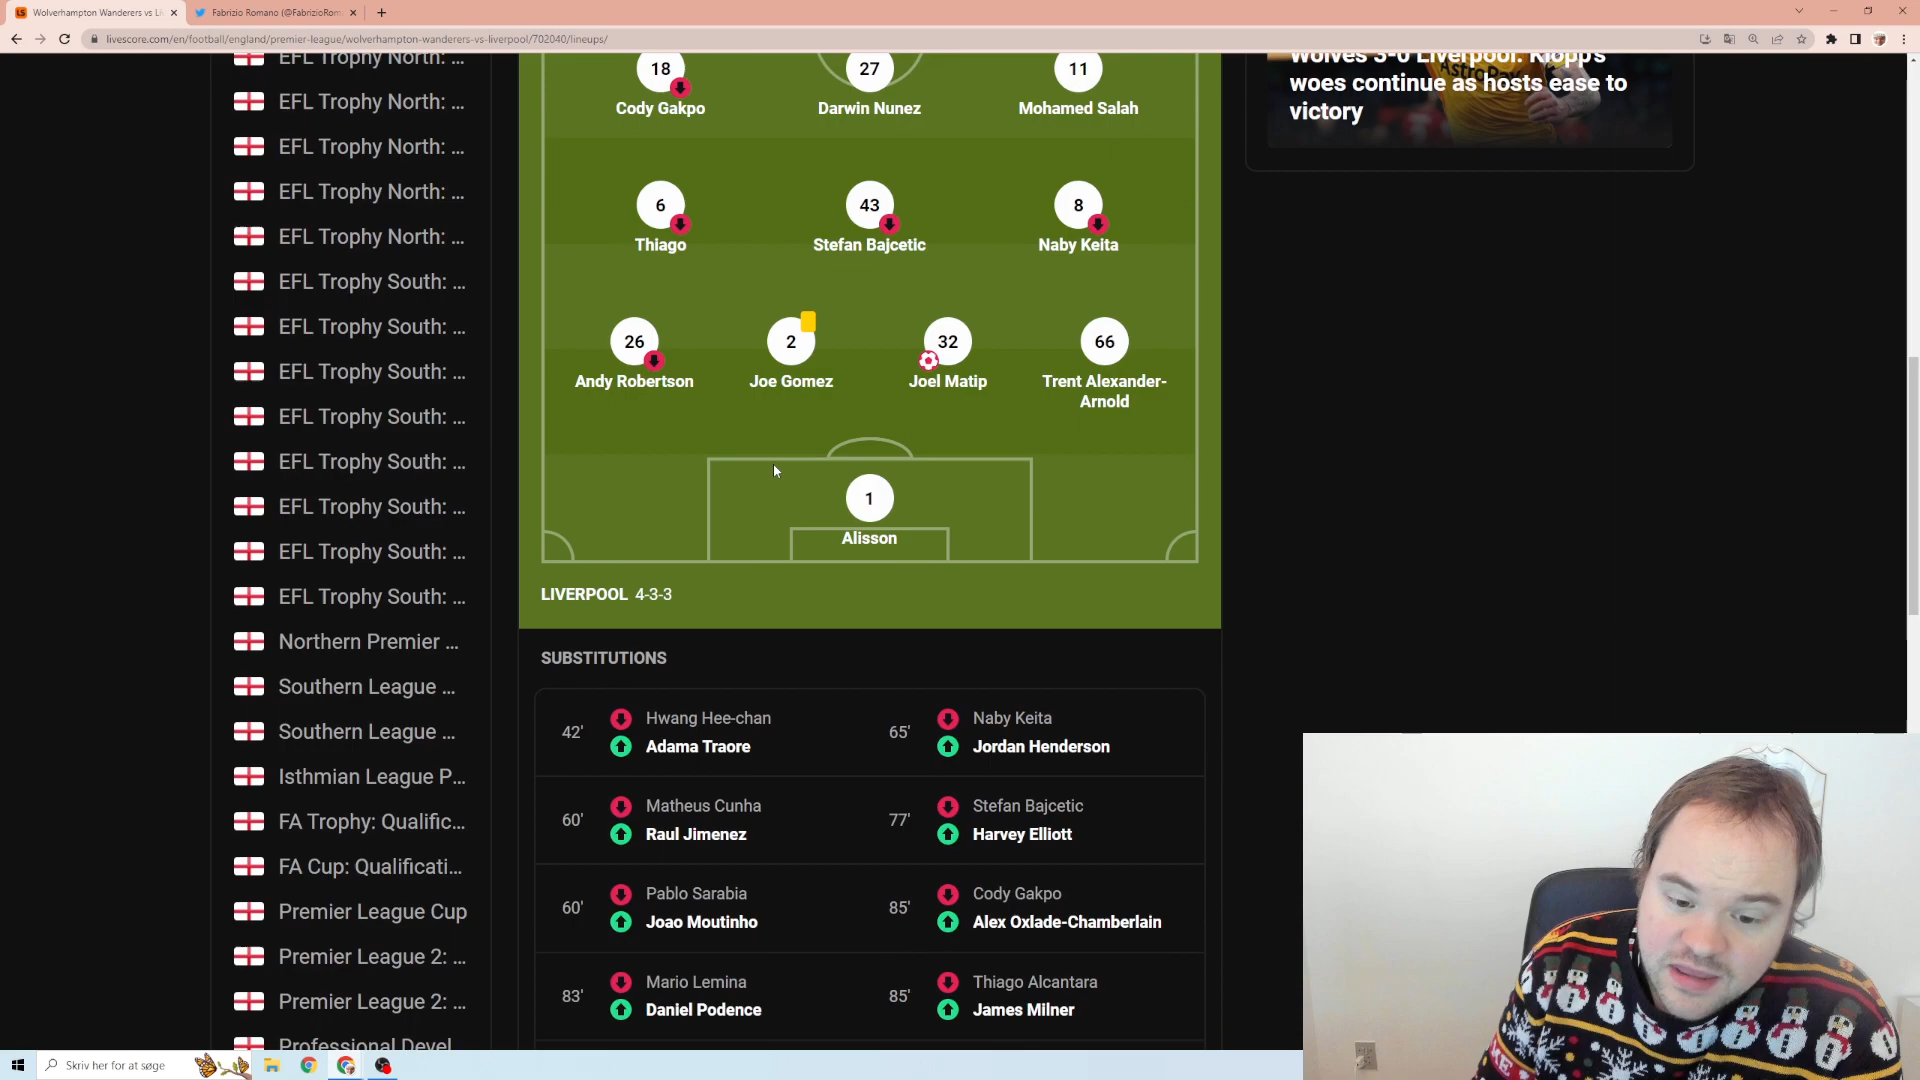 Wolverhampton Wanderers vs Li
Fabrizio Romano (@FabrizioRom
livescore.com/en/football/england/premier-league/wolverhampton-wanderers-vs-liverpool/702040/lineups/
EFL Trophy North: ...
EFL Trophy North: ...
EFL Trophy North: ...
EFL Trophy North: ...
EFL Trophy North: ...
EFL Trophy South: ...
EFL Trophy South: ...
EFL Trophy South: ...
EFL Trophy South: ...
EFL Trophy South: ...
EFL Trophy South: ...
EFL Trophy South: ...
EFL Trophy South: ...
Northern Premier ...
Southern League ...
Southern League ...
Isthmian League P...
FA Trophy: Qualific...
FA Cup: Qualificati...
Premier League Cup
Premier League 2: ...
Premier League 2: ...
Professional Devel
18
27
11
Cody Gakpo
Darwin Nunez
Mohamed Salah
6
43
8
Thiago
Stefan Bajcetic
Naby Keita
26
2
32
66
Andy Robertson
Joe Gomez
Joel Matip
Trent Alexander-
Arnold
1
Alisson
LIVERPOOL 4-3-3
SUBSTITUTIONS
42'
Hwang Hee-chan
Adama Traore
65'
Naby Keita
Jordan Henderson
60'
Matheus Cunha
Raul Jimenez
77'
Stefan Bajcetic
Harvey Elliott
60'
Pablo Sarabia
Joao Moutinho
85'
Cody Gakpo
Alex Oxlade-Chamberlain
83'
Mario Lemina
Daniel Podence
85'
Thiago Alcantara
James Milner
Wolves 3-0 Liverpool: Klopp's
woes continue as hosts ease to
victory
AstroPay
Skriv her for at søge